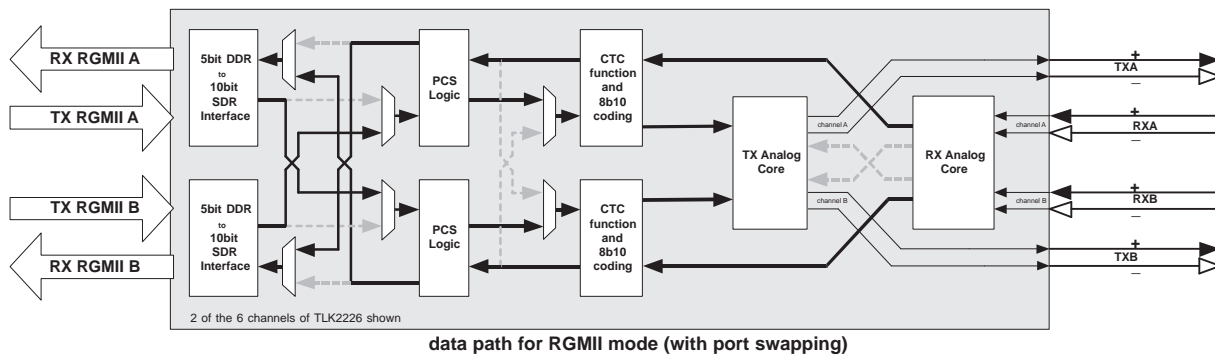 RX RGMII A
TX RGMII A
TX RGMII B
RX RGMII B
5bit DDR
to
10bit
SDR
Interface
5bit DDR
to
10bit
SDR
Interface
PCS
Logic
PCS
Logic
CTC
function
and
8b10
coding
CTC
function
and
8b10
coding
TX Analog
Core
RX Analog
Core
channel A
channel B
channel A
channel B
+
TXA
–
+
RXA
–
+
RXB
–
+
TXB
–
2 of the 6 channels of TLK2226 shown
data path for RGMII mode (with port swapping)